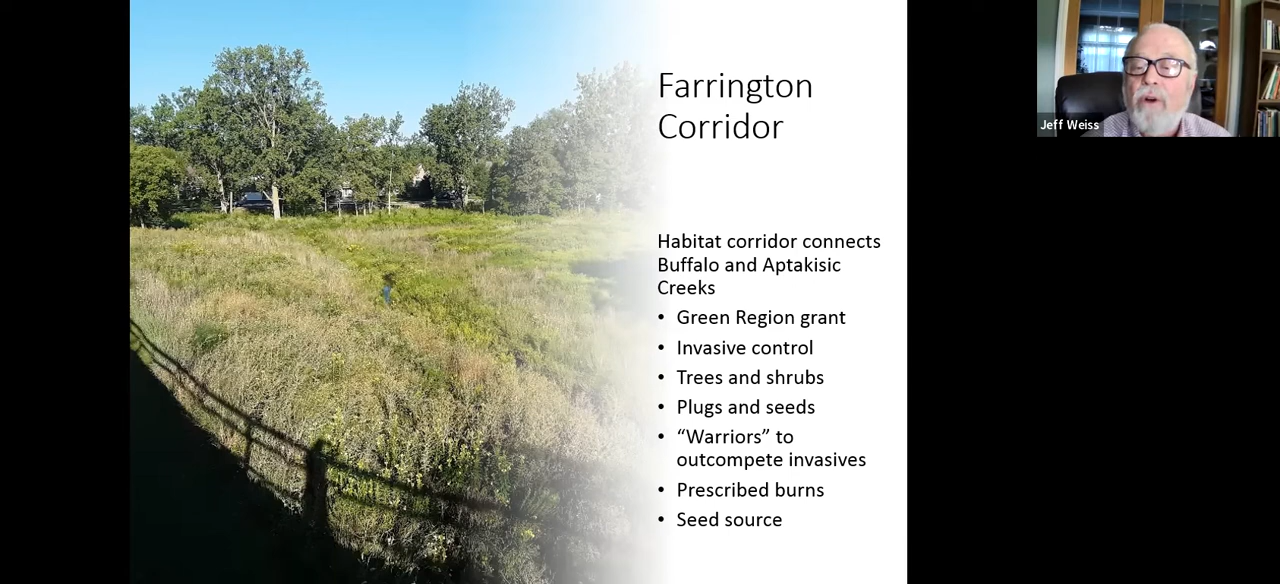 Farrington
Corridor
Habitat corridor connects
Buffalo and Aptakisic
Creeks
• Green Region grant
• Invasive control
• Trees and shrubs
• Plugs and seeds
• “Warriors” to
outcompete invasives
• Prescribed burns
• Seed source
Jeff Weiss